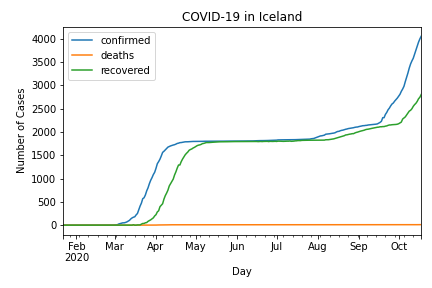 COVID-19 in Iceland
confirmed
deaths
recovered
Number of Cases
4000
3500
3000
2500
2000
1500
1000
500
0
Feb Mar Apr May Jun Jul Aug Sep Oct
2020
Day